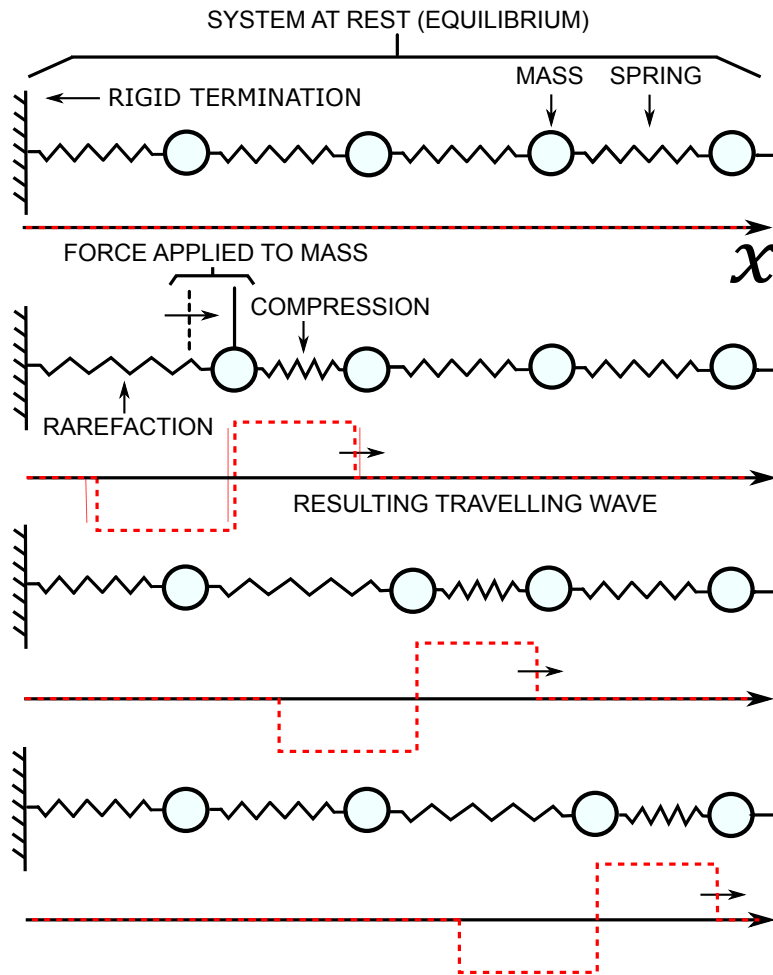 SYSTEM AT REST (EQUILIBRIUM)
MASS SPRING
RIGID TERMINATION
x
FORCE APPLIED TO MASS
COMPRESSION
RAREFACTION
RESULTING TRAVELLING WAVE